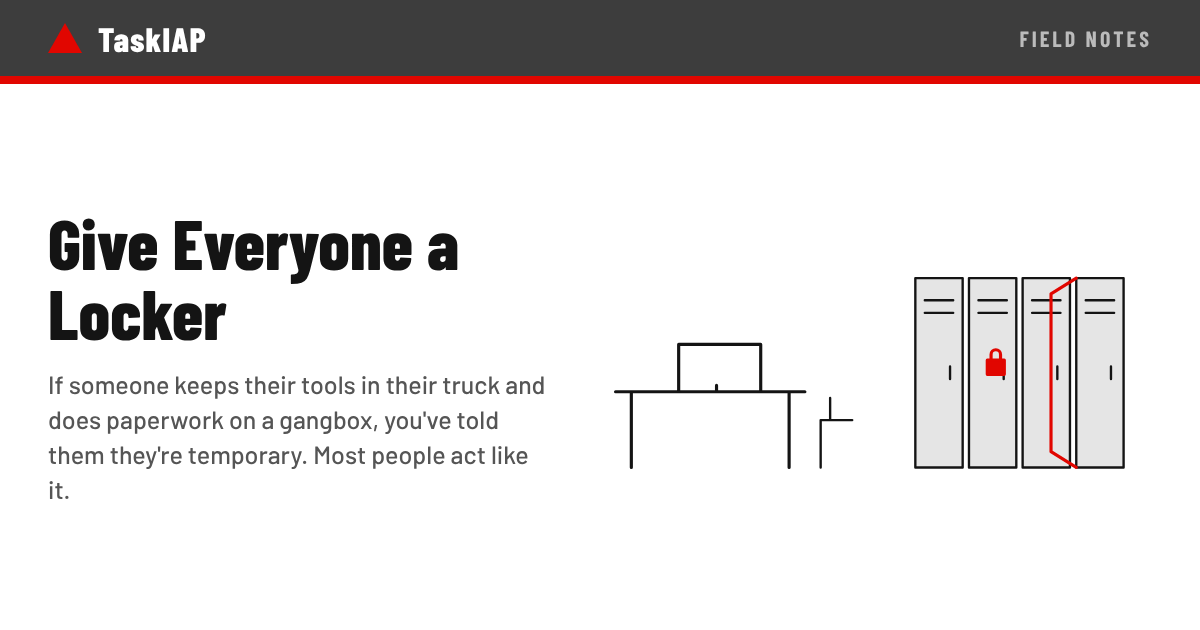 TaskIAP
FIELD NOTES
Give Everyone a
Locker
If someone keeps their tools in their truck and
does paperwork on a gangbox, you've told
them they're temporary. Most people act like
it.